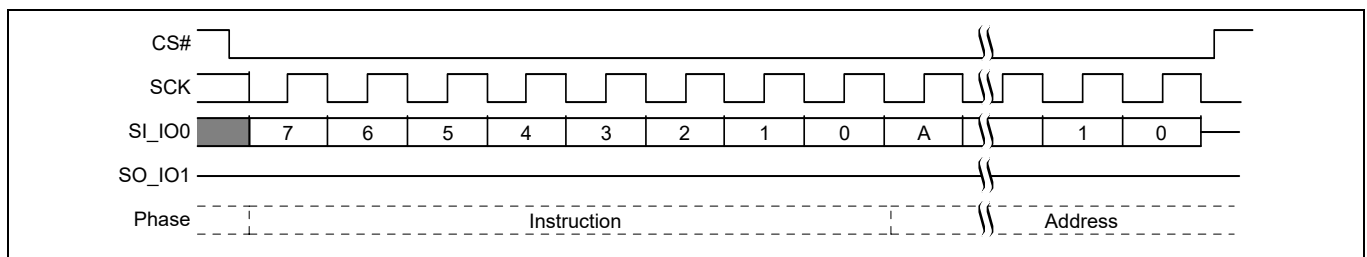 CS#
SCK
SI_IO0 7 6 5 4 3 2 1 0 A 1 0
SO_IO1
Phase Instruction Address